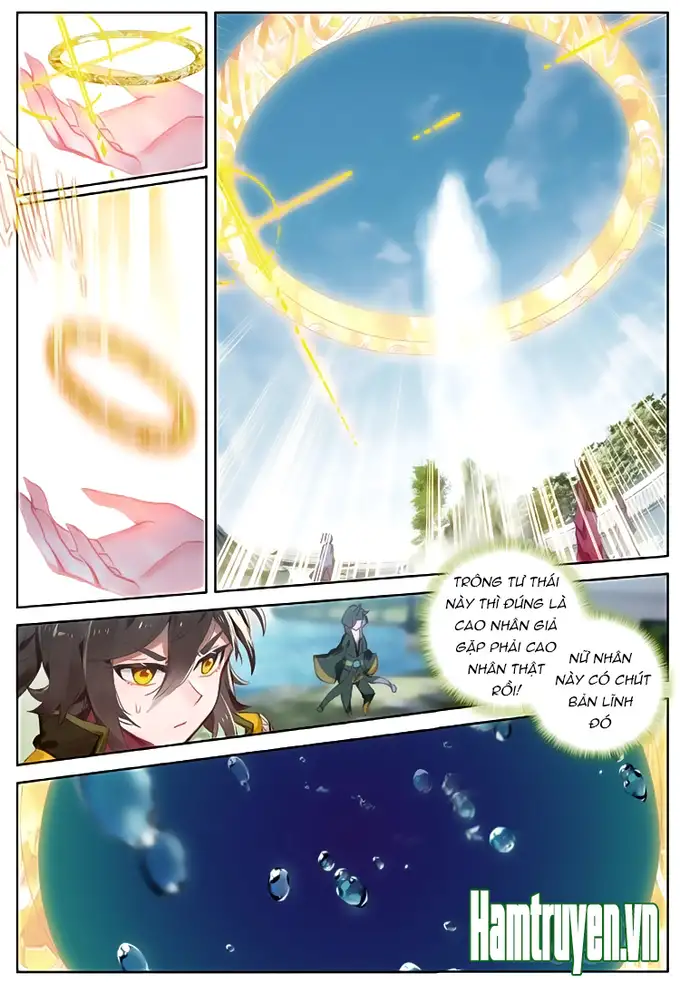 TRÔNG TƯ THÁI
NÀY THÌ ĐÚNG LÀ
CAO NHÂN GIẢ
GẶP PHẢI CAO
NHÂN THẬT
RỒI!
NỮ NHÂN
NÀY CÓ CHÚT
BẢN LĨNH
ĐÓ
Hamtruyen.vn